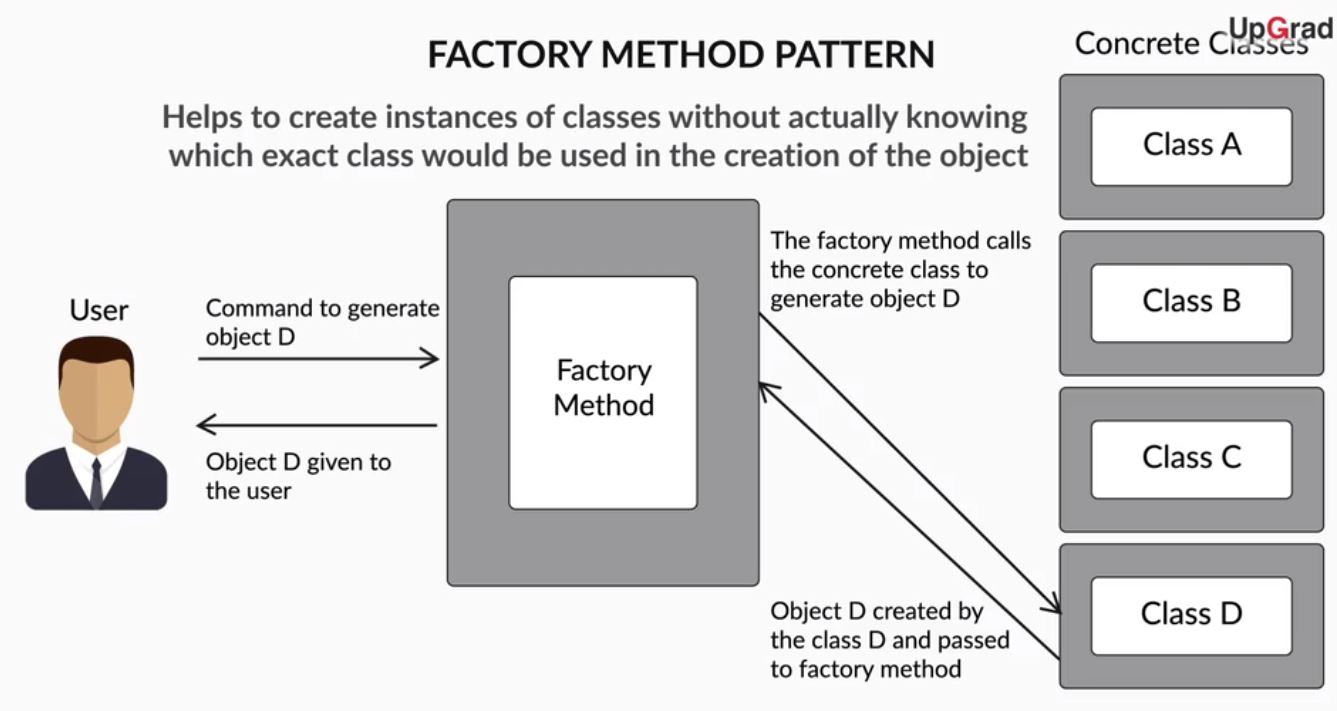 UpGrad
FACTORY METHOD PATTERN
Concrete Classes
Helps to create instances of classes without actually knowing
which exact class would be used in the creation of the object
Class A
The factory method calls
the concrete class to
generate object D
Class B
User
Command to generate
object D
Factory
Method
Object D given to
the user
Class C
Object D created by
the class D and passed
to factory method
Class D